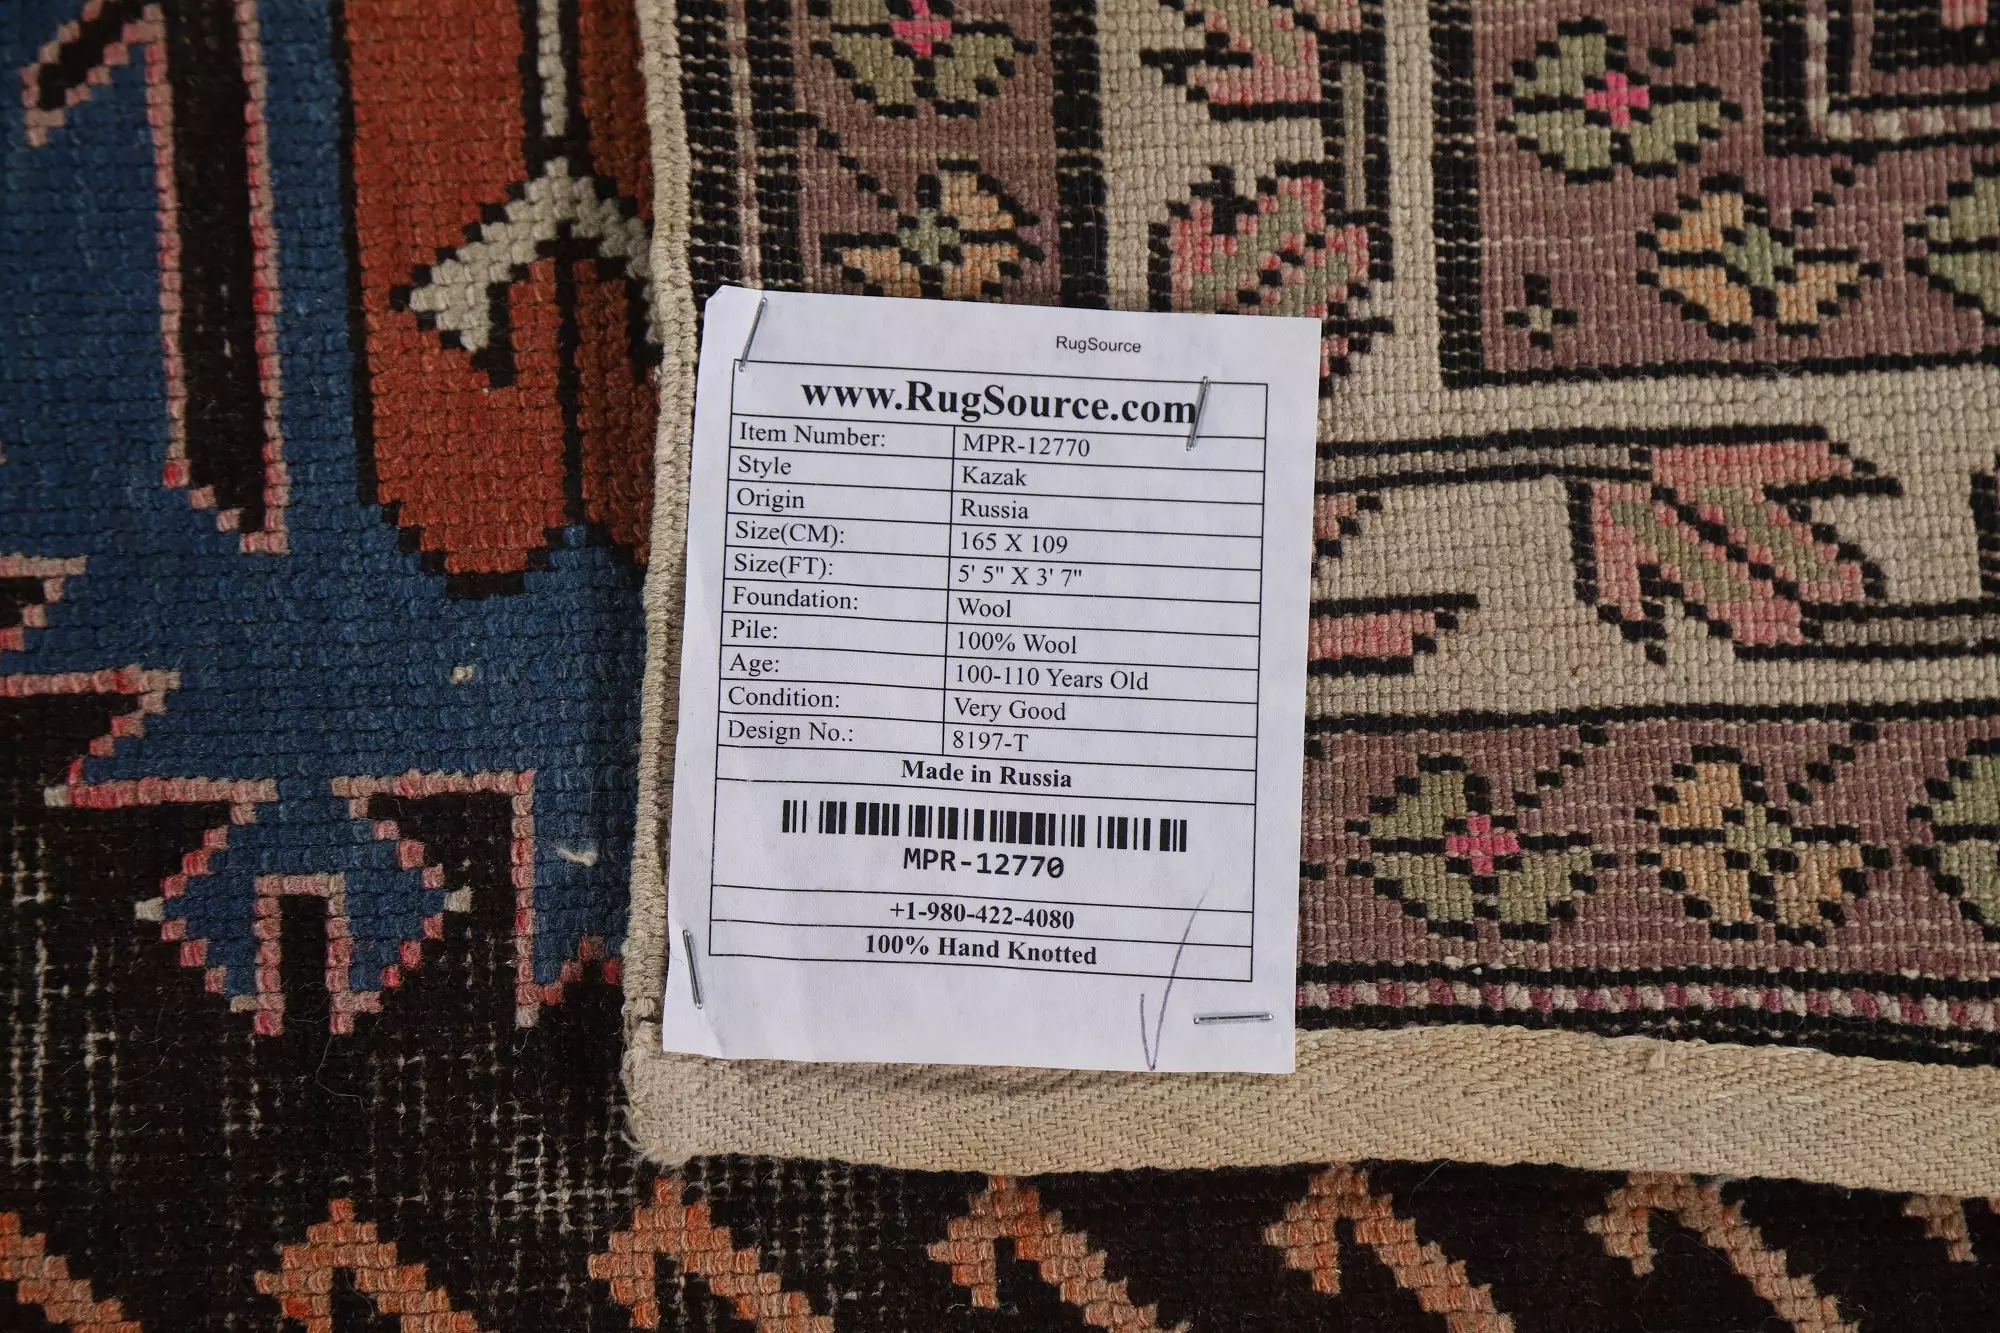 RugSource
www.RugSource.com
Item Number: MPR-12770
Style Kazak
Origin Russia
Size(CM): 165 X 109
Size(FT): 5' 5" X 3' 7"
Foundation: Wool
Pile: 100% Wool
Age: 100-110 Years Old
Condition: Very Good
Design No.: 8197-T
Made in Russia
MPR-12770
+1-980-422-4080
100% Hand Knotted